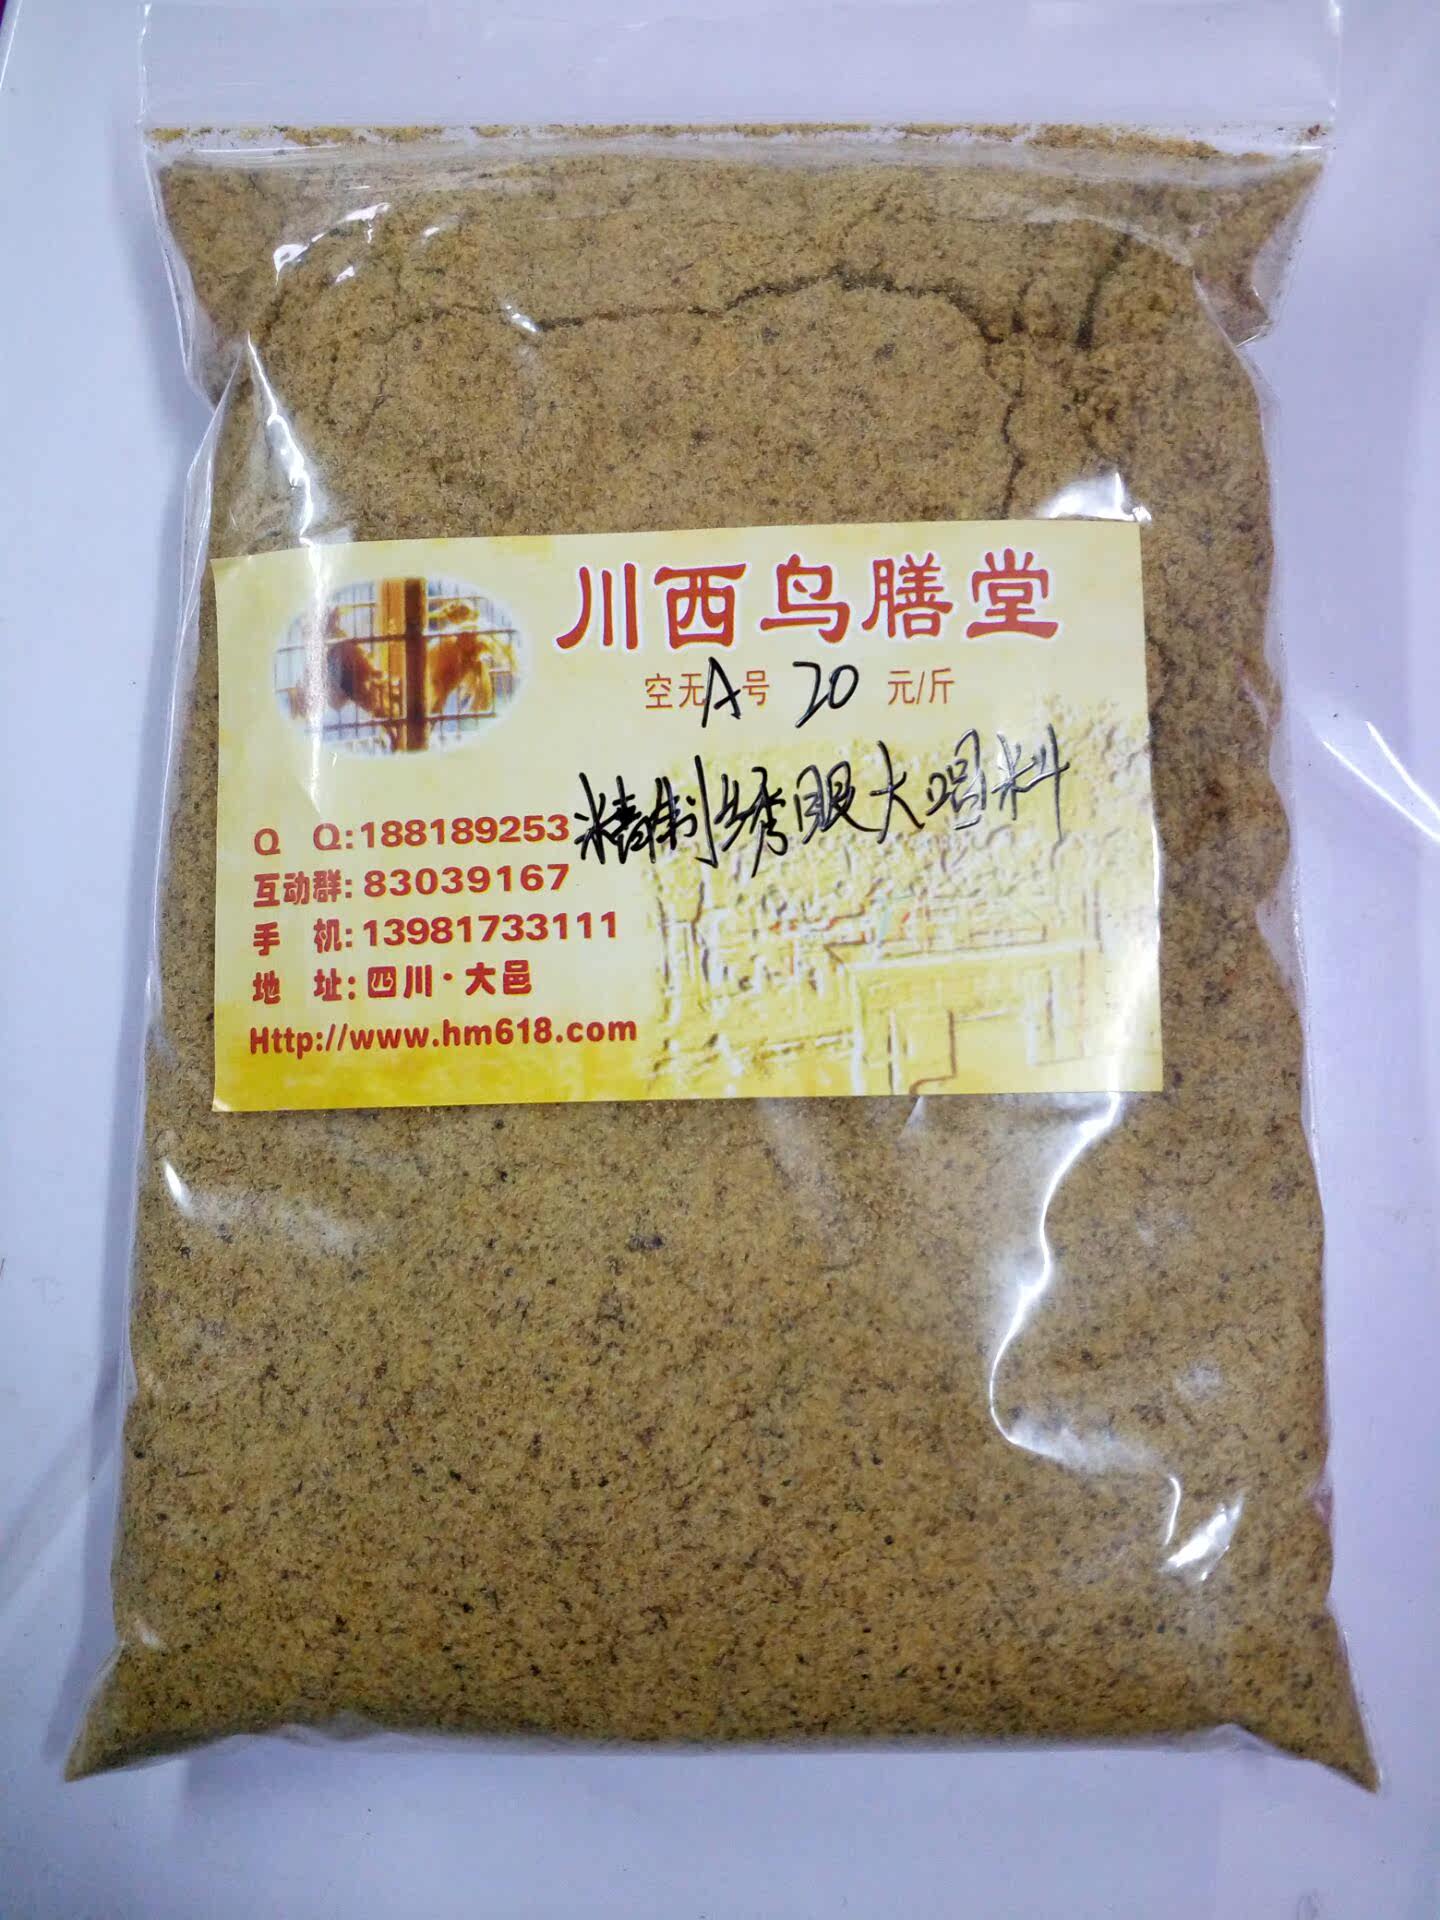 川西鸟膳堂
空无A号 20 元/斤
精制绣眼大唱料
Q Q:188189253
互动群:83039167
手 机:13981733111
地 址:四川·大邑
Http://www.hm618.com